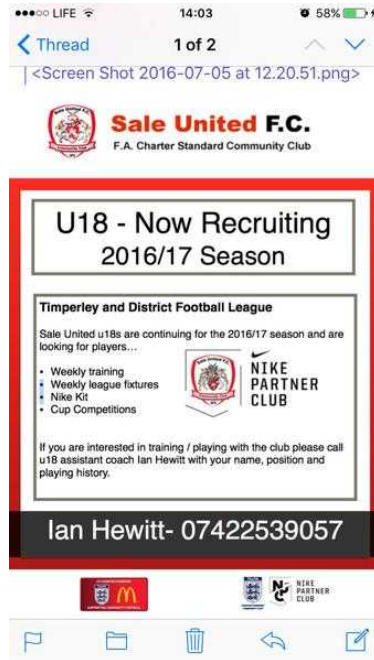 LIFE 14:03 58%
Thread 1 of 2
<Screen Shot 2016-07-05 at 12.20.51.png>
Sale United F.C.
F.A. Charter Standard Community Club
U18 - Now Recruiting
2016/17 Season
Timperley and District Football League
Sale United u18s are continuing for the 2016/17 season and are
looking for players...
• Weekly training
• Weekly league fixtures
• Nike Kit
• Cup Competitions
NIKE
PARTNER
CLUB
If you are interested in training / playing with the club please call
u18 assistant coach Ian Hewitt with your name, position and
playing history.
Ian Hewitt- 07422539057
NIKE
PARTNER
CLUB